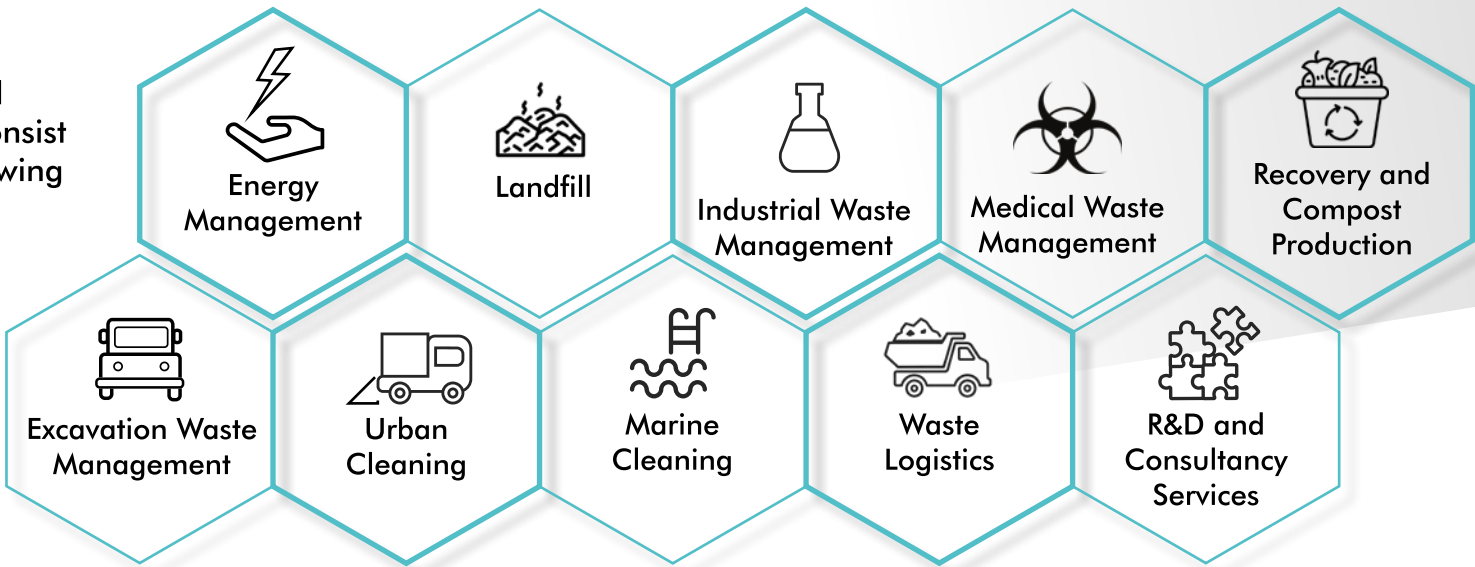 Energy
Management
Landfill
Industrial Waste
Management
Medical Waste
Management
Recovery and
Compost
Production
Excavation Waste
Management
Urban
Cleaning
Marine
Cleaning
Waste
Logistics
R&D and
Consultancy
Services